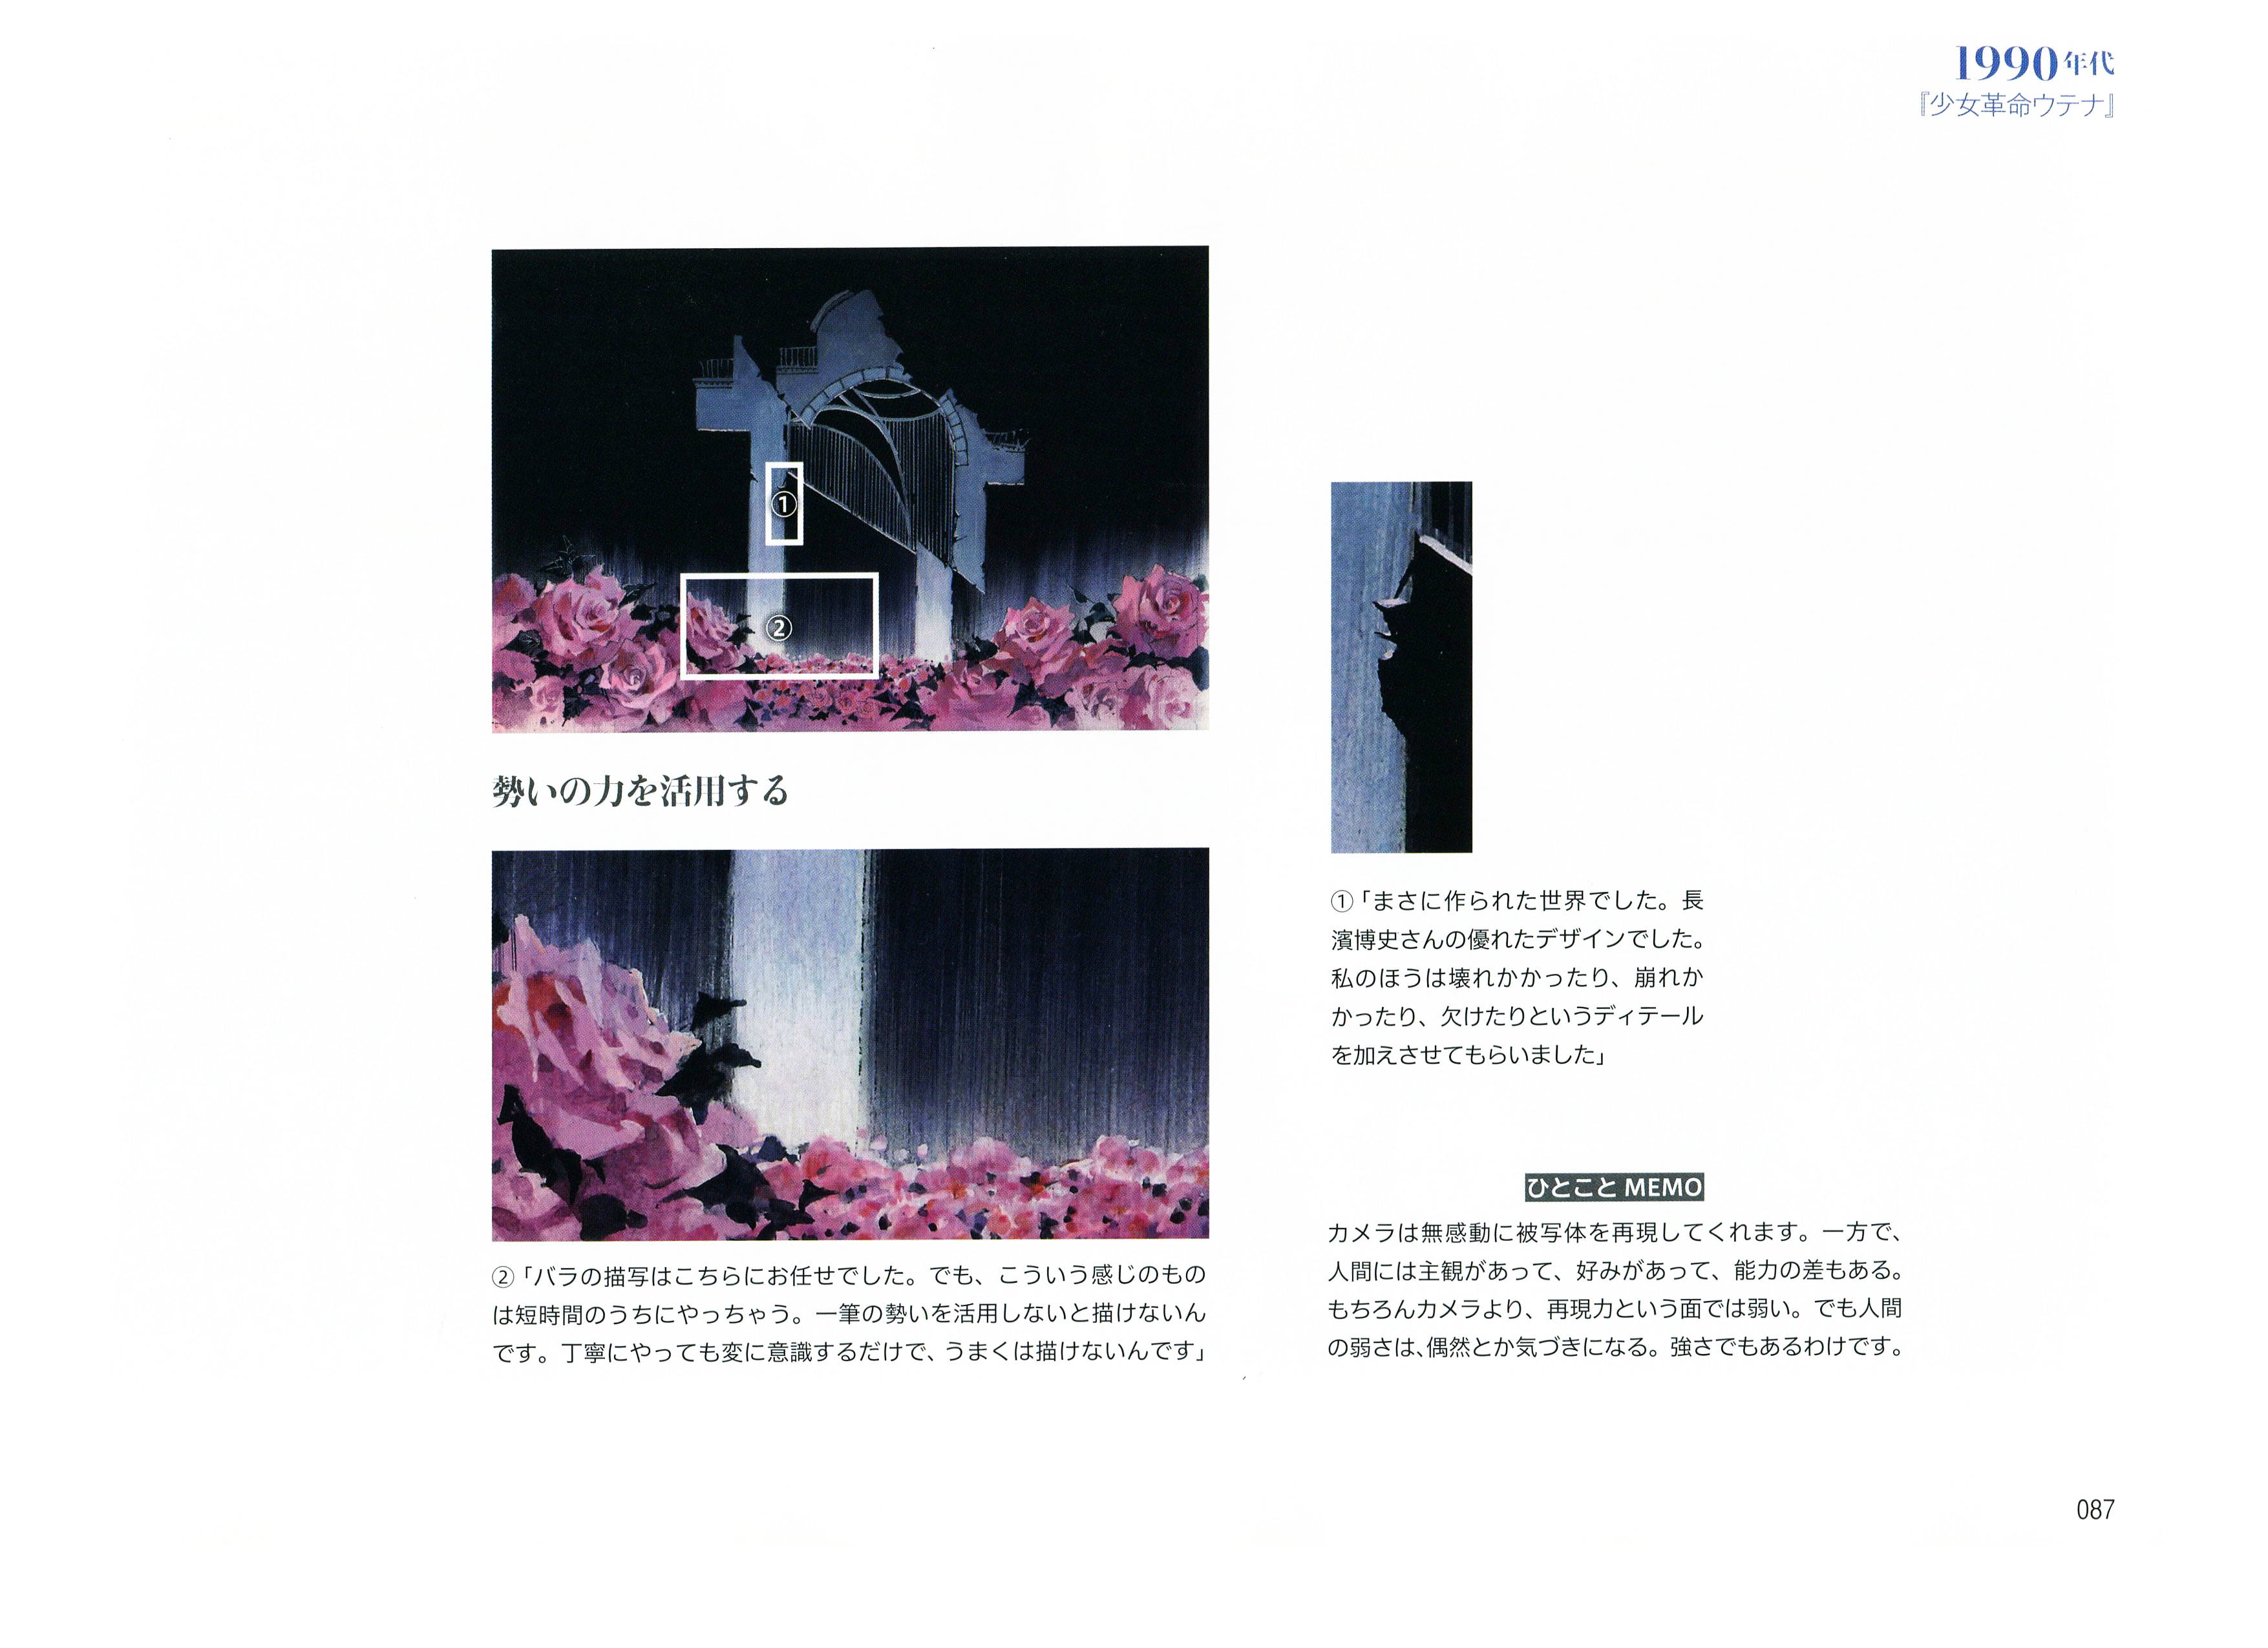 1990年代
『少女革命ウテナ』
①
②
勢いの力を活用する
①「まさに作られた世界でした。長
濱博史さんの優れたデザインでした。
私のほうは壊れかかったり、崩れか
かったり、欠けたりというディテール
を加えさせてもらいました」
②「バラの描写はこちらにお任せでした。でも、こういう感じのもの
は短時間のうちにやっちゃう。一筆の勢いを活用しないと描けないん
です。丁寧にやっても変に意識するだけで、うまくは描けないんです」
ひとこと MEMO
カメラは無感動に被写体を再現してくれます。一方で、
人間には主観があって、好みがあって、能力の差もある。
もちろんカメラより、再現力という面では弱い。でも人間
の弱さは、偶然とか気づきになる。強さでもあるわけです。
087